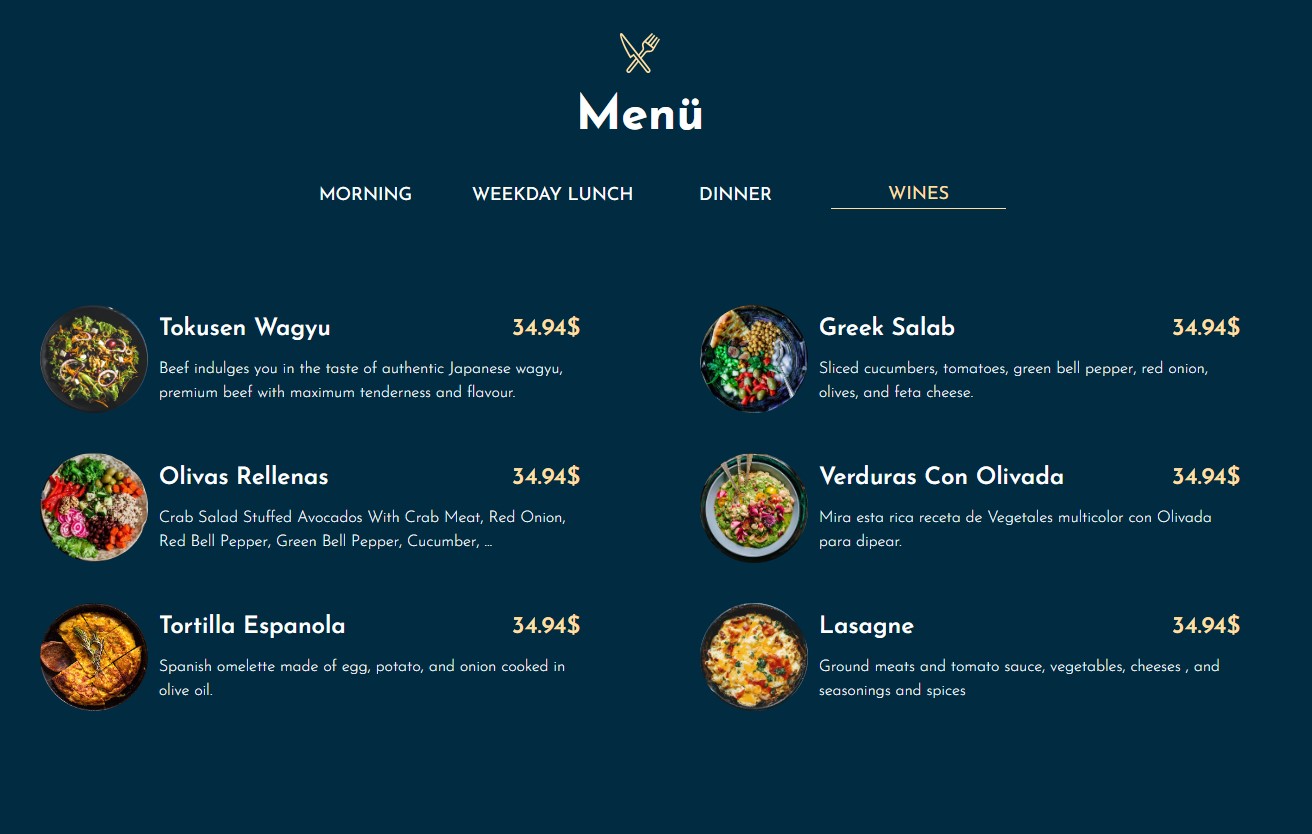 Menü
MORNING
WEEKDAY LUNCH
DINNER
WINES
Tokusen Wagyu
34.94$
Beef indulges you in the taste of authentic Japanese wagyu,
premium beef with maximum tenderness and flavour.
Greek Salab
34.94$
Sliced cucumbers, tomatoes, green bell pepper, red onion,
olives, and feta cheese.
Olivas Rellenas
34.94$
Crab Salad Stuffed Avocados With Crab Meat, Red Onion,
Red Bell Pepper, Green Bell Pepper, Cucumber, ...
Verduras Con Olivada
34.94$
Mira esta rica receta de Vegetales multicolor con Olivada
para dipear.
Tortilla Espanola
34.94$
Spanish omelette made of egg, potato, and onion cooked in
olive oil.
Lasagne
34.94$
Ground meats and tomato sauce, vegetables, cheeses , and
seasonings and spices